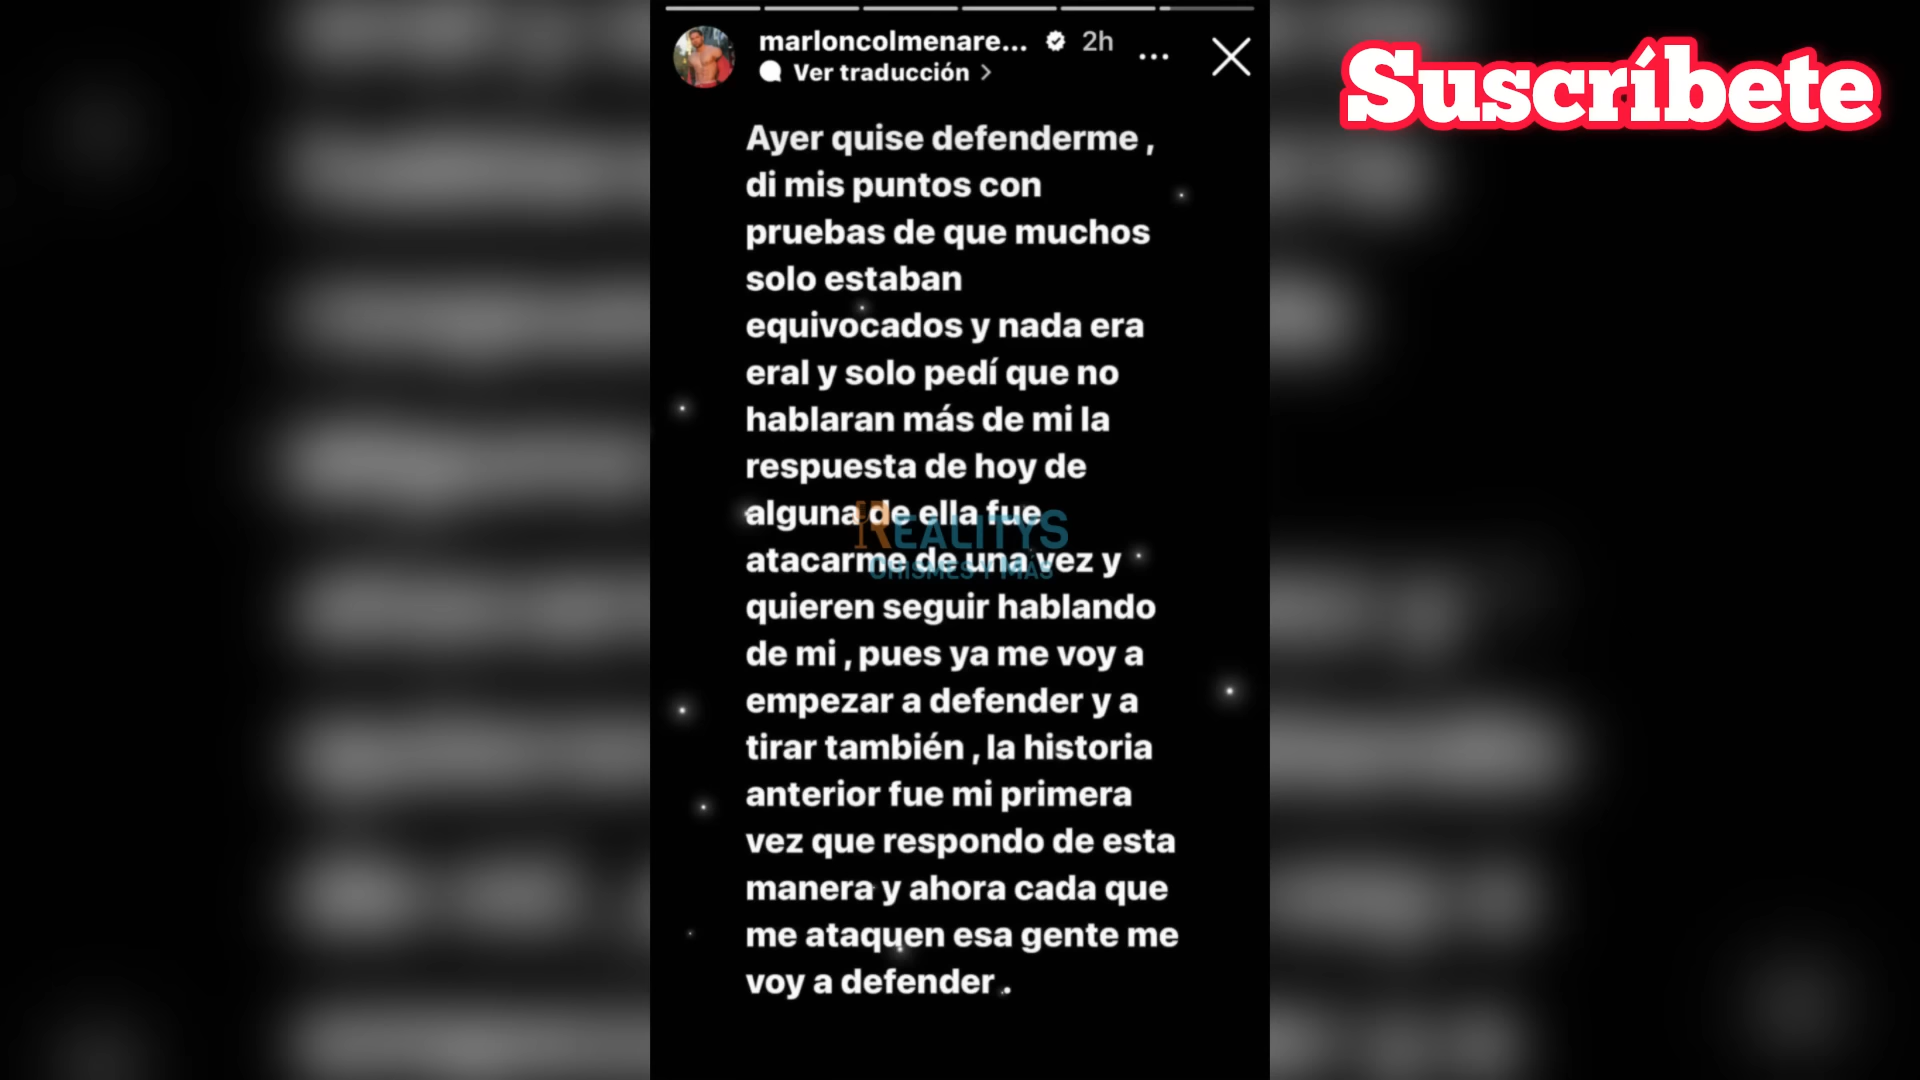 marloncolmenare... 2h
Ver traducción
Suscríbete
Ayer quise defenderme ,
di mis puntos con
pruebas de que muchos
solo estaban
equivocados y nada era
eral y solo pedí que no
hablaran más de mi la
respuesta de hoy de
alguna de ella fue
atacarme de una vez y
quieren seguir hablando
de mi , pues ya me voy a
empezar a defender y a
tirar también , la historia
anterior fue mi primera
vez que respondo de esta
manera y ahora cada que
me ataquen esa gente me
voy a defender .
REALITYS
CHISMES Y MÁS